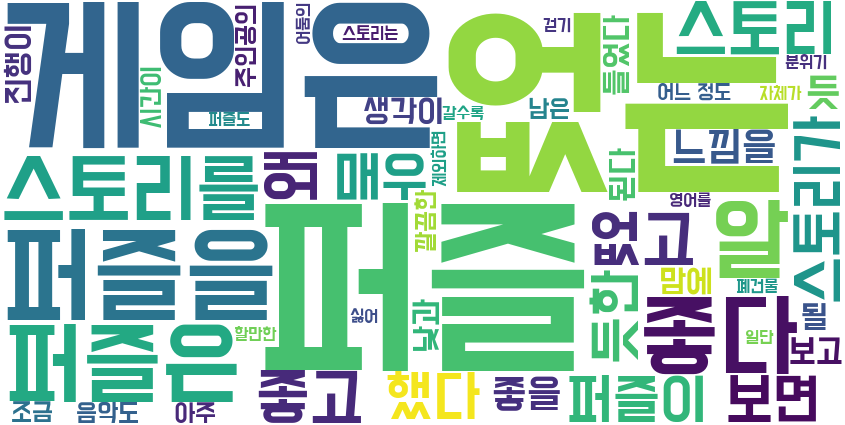 게임은
없는
퍼즐
스토리
진행이
주인공의
어둠의
스토리는
걷기
들었다
분위기
시간이
퍼즐도
생각이
갈수록
남은
어느 정도
자체가
듯
스토리를
왜
매우
제외하면
느낌을
된다
스토리가
퍼즐을
깔끔한
영어를
없고
알
맘에
폐건물
퍼즐은
할만한
싫어
낮과
듯한
좋다
일단
될
보고
조금
음악도
아주
좋고
했다
좋을
퍼즐이
보면